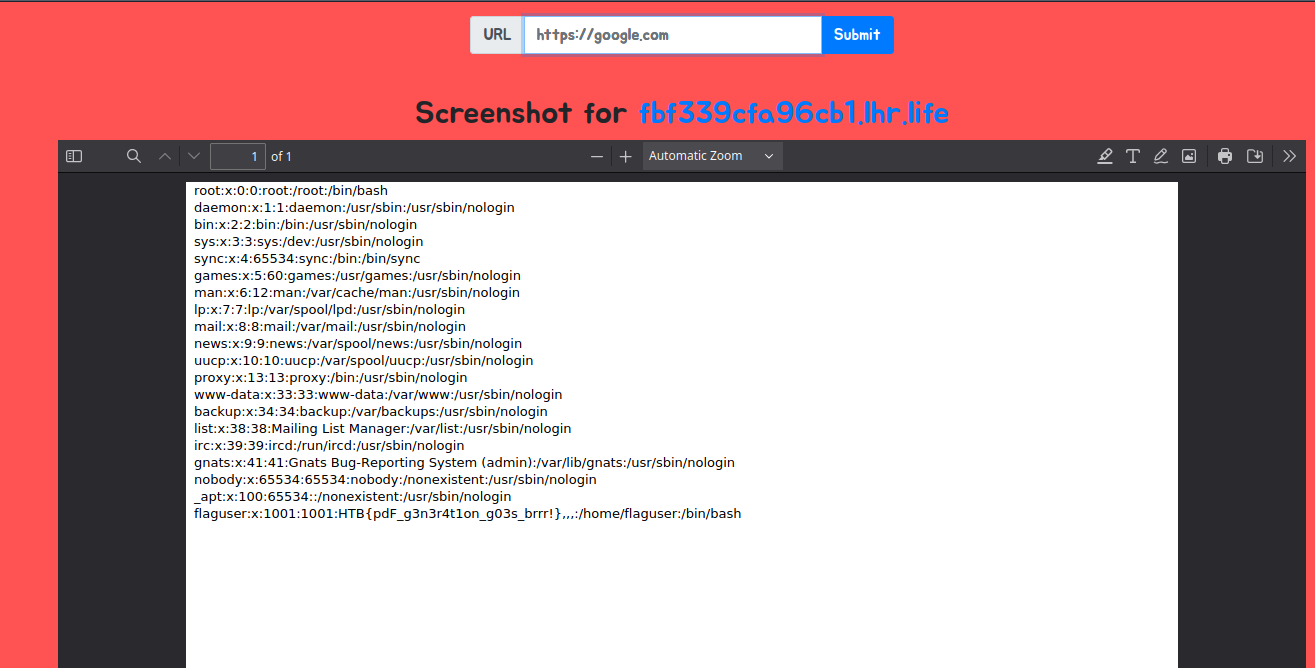 URL https://google.com Submit
Screenshot for fbf339cfa96cb1.lhr.life
1 of 1 Automatic Zoom
root:x:0:0:root:/root:/bin/bash
daemon:x:1:1:daemon:/usr/sbin:/usr/sbin/nologin
bin:x:2:2:bin:/bin:/usr/sbin/nologin
sys:x:3:3:sys:/dev:/usr/sbin/nologin
sync:x:4:65534:sync:/bin:/bin/sync
games:x:5:60:games:/usr/games:/usr/sbin/nologin
man:x:6:12:man:/var/cache/man:/usr/sbin/nologin
lp:x:7:7:lp:/var/spool/lpd:/usr/sbin/nologin
mail:x:8:8:mail:/var/mail:/usr/sbin/nologin
news:x:9:9:news:/var/spool/news:/usr/sbin/nologin
uucp:x:10:10:uucp:/var/spool/uucp:/usr/sbin/nologin
proxy:x:13:13:proxy:/bin:/usr/sbin/nologin
www-data:x:33:33:www-data:/var/www:/usr/sbin/nologin
backup:x:34:34:backup:/var/backups:/usr/sbin/nologin
list:x:38:38:Mailing List Manager:/var/list:/usr/sbin/nologin
irc:x:39:39:ircd:/run/ircd:/usr/sbin/nologin
gnats:x:41:41:Gnats Bug-Reporting System (admin):/var/lib/gnats:/usr/sbin/nologin
nobody:x:65534:65534:nobody:/nonexistent:/usr/sbin/nologin
_apt:x:100:65534::/nonexistent:/usr/sbin/nologin
flaguser:x:1001:1001:HTB{pdF_g3n3r4t1on_g03s_brrr!},,,:/home/flaguser:/bin/bash